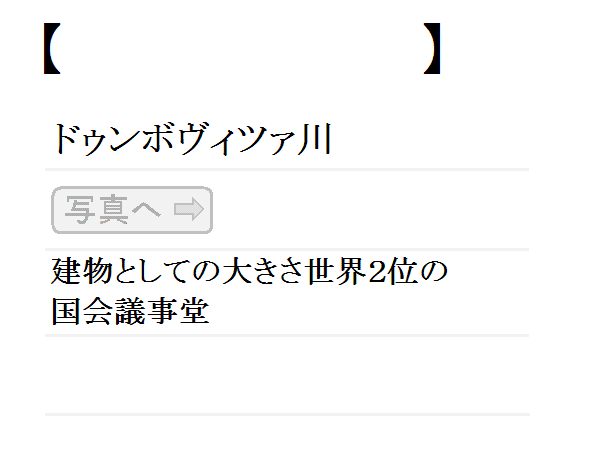 【 】
ドゥンボヴィツァ川
写真へ ⇨
建物としての大きさ世界2位の
国会議事堂